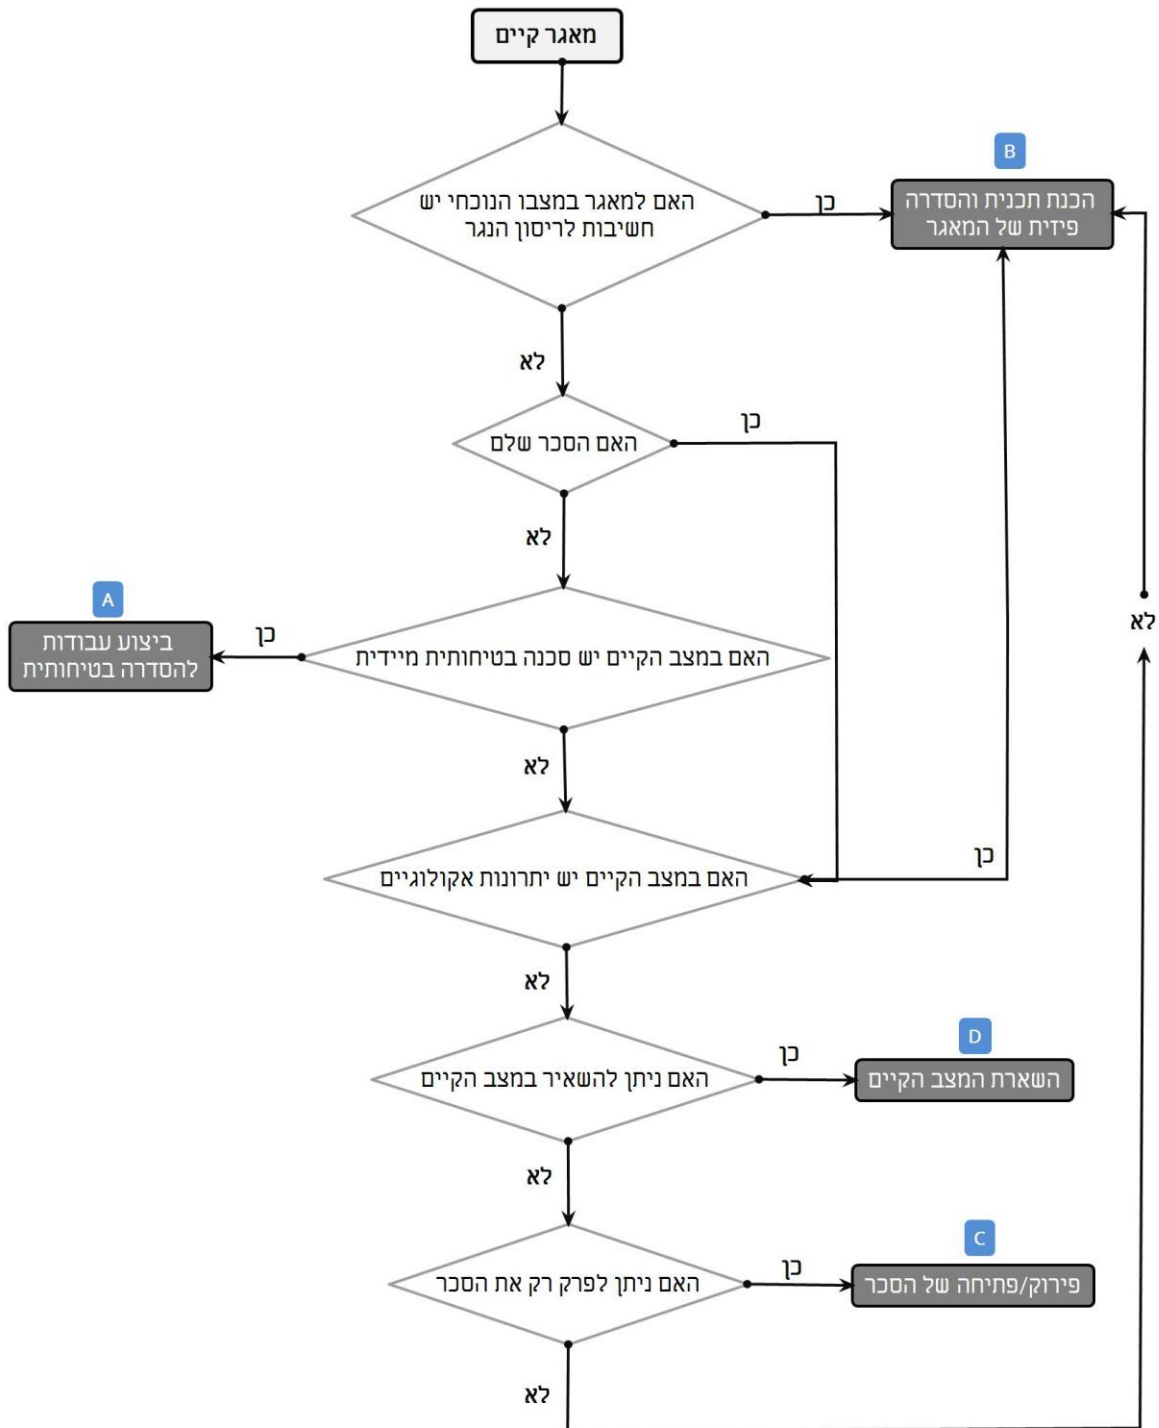 מאגר קיים
B
האם למאגר במצבו הנוכחי יש
חשיבות לריסון הנגר
כן
הכנת תכנית והסדרה
פיזית של המאגר
לא
האם הסכר שלם
כן
לא
A
ביצוע עבודות
להסדרה בטיחותית
כן
האם במצב הקיים יש סכנה בטיחותית מיידית
לא
לא
האם במצב הקיים יש יתרונות אקולוגיים
כן
לא
D
האם ניתן להשאיר במצב הקיים
כן
השארת המצב הקיים
לא
C
האם ניתן לפרק רק את הסכר
כן
פירוק/פתיחה של הסכר
לא